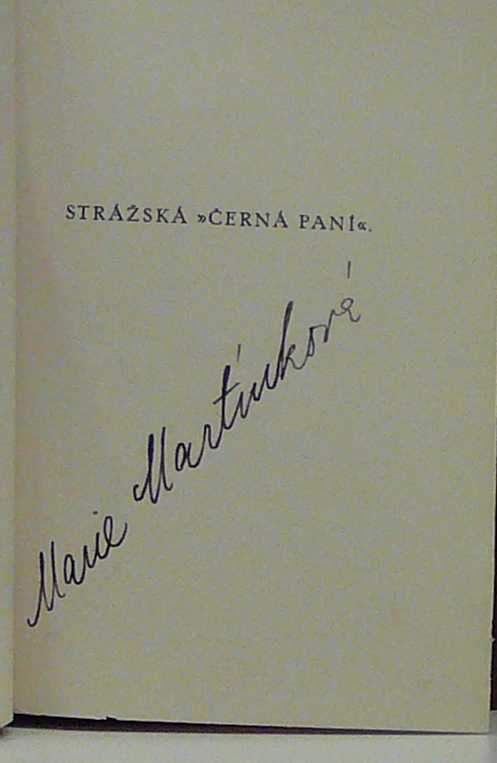 STRÁŽSKÁ »ČERNÁ PANÍ«.
Marie Martínková